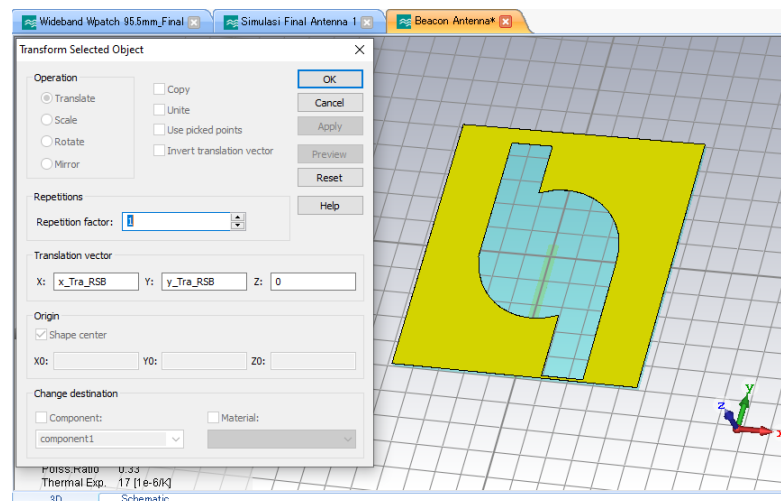 Wideband Wpatch 95.5mm_Final
Simulasi Final Antenna 1
Beacon Antenna*
Transform Selected Object
Operation
Translate
Scale
Rotate
Mirror
Copy
Unite
Use picked points
Invert translation vector
OK
Cancel
Apply
Preview
Reset
Help
Repetitions
Repetition factor: 1
Translation vector
X: x_Tra_RSB Y: y_Tra_RSB Z: 0
Origin
Shape center
X0: Y0: Z0:
Change destination
Component: Material:
component1
Poiss.Ratio 0.33
Thermal Exp. 17 [1e-6/K]
3D Schematic
y
z
x